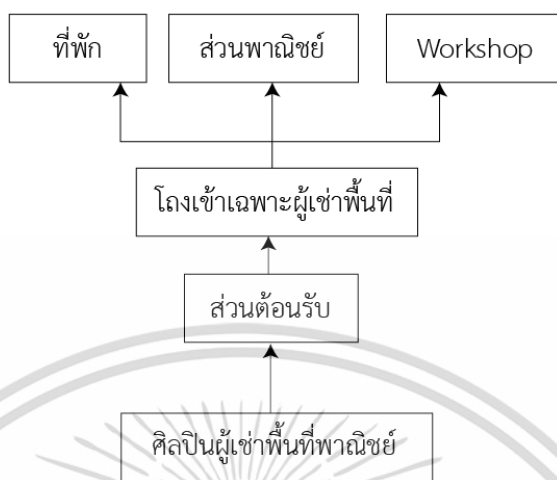 ที่พัก
ส่วนพาณิชย์
Workshop
โถงเข้าเฉพาะผู้เช่าพื้นที่
ส่วนต้อนรับ
ศิลปินผู้เช่าพื้นที่พาณิชย์